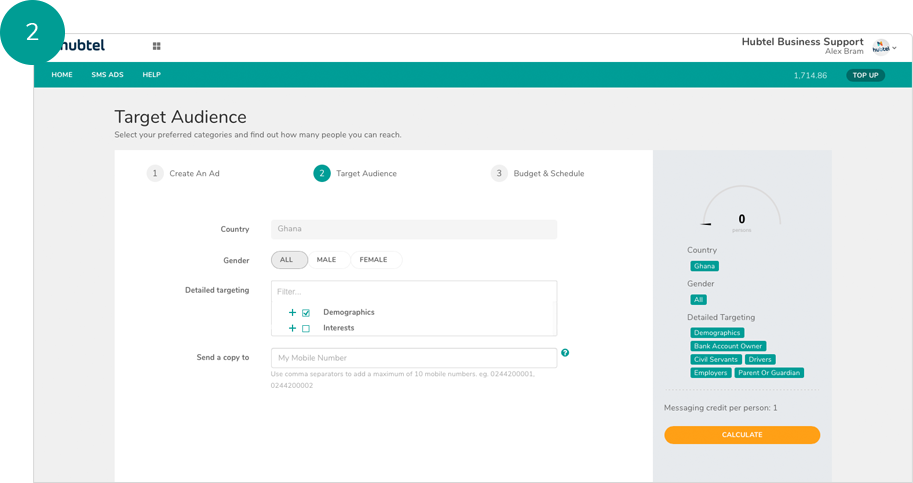 2
hubtel
Hubtel Business Support
Alex Bram
hubtel
HOME SMS ADS HELP 1,714.86 TOP UP
Target Audience
Select your preferred categories and find out how many people you can reach.
1 Create An Ad 2 Target Audience 3 Budget & Schedule
Country Ghana
Gender ALL MALE FEMALE
Detailed targeting Filter...
Demographics
Interests
Send a copy to My Mobile Number ?
Use comma separators to add a maximum of 10 mobile numbers. eg. 0244200001,
0244200002
0
persons
Country
Ghana
Gender
All
Detailed Targeting
Demographics
Bank Account Owner
Civil Servants Drivers
Employers Parent Or Guardian
Messaging credit per person: 1
CALCULATE